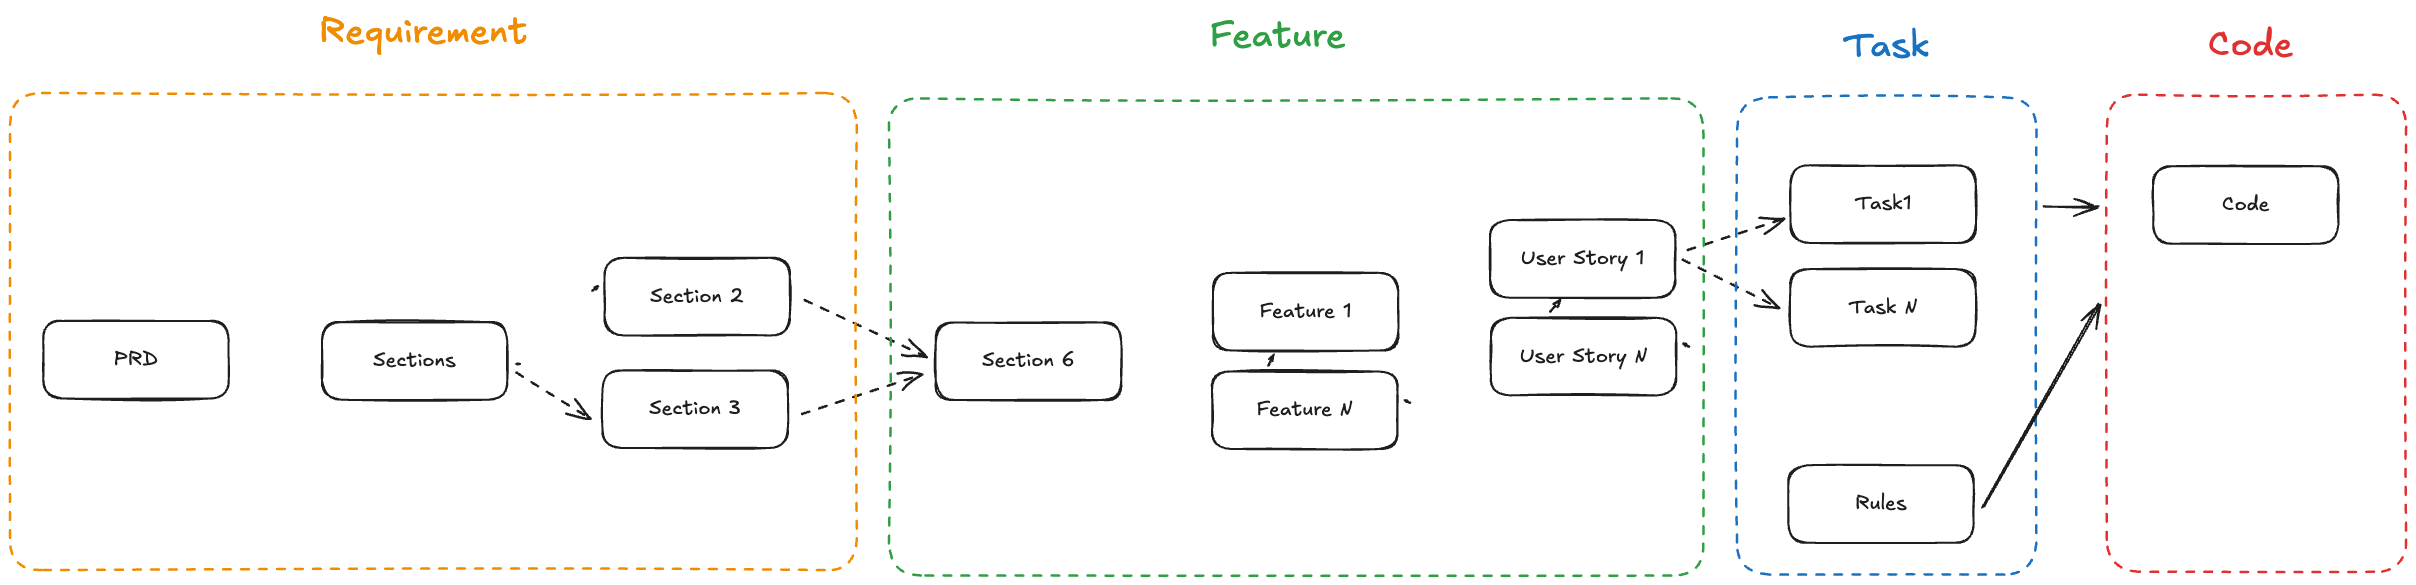 Requirement
Feature
Task
Code
PRD
Sections
Section 2
Section 3
Section 6
Feature 1
Feature N
User Story 1
User Story N
Task1
Task N
Rules
Code